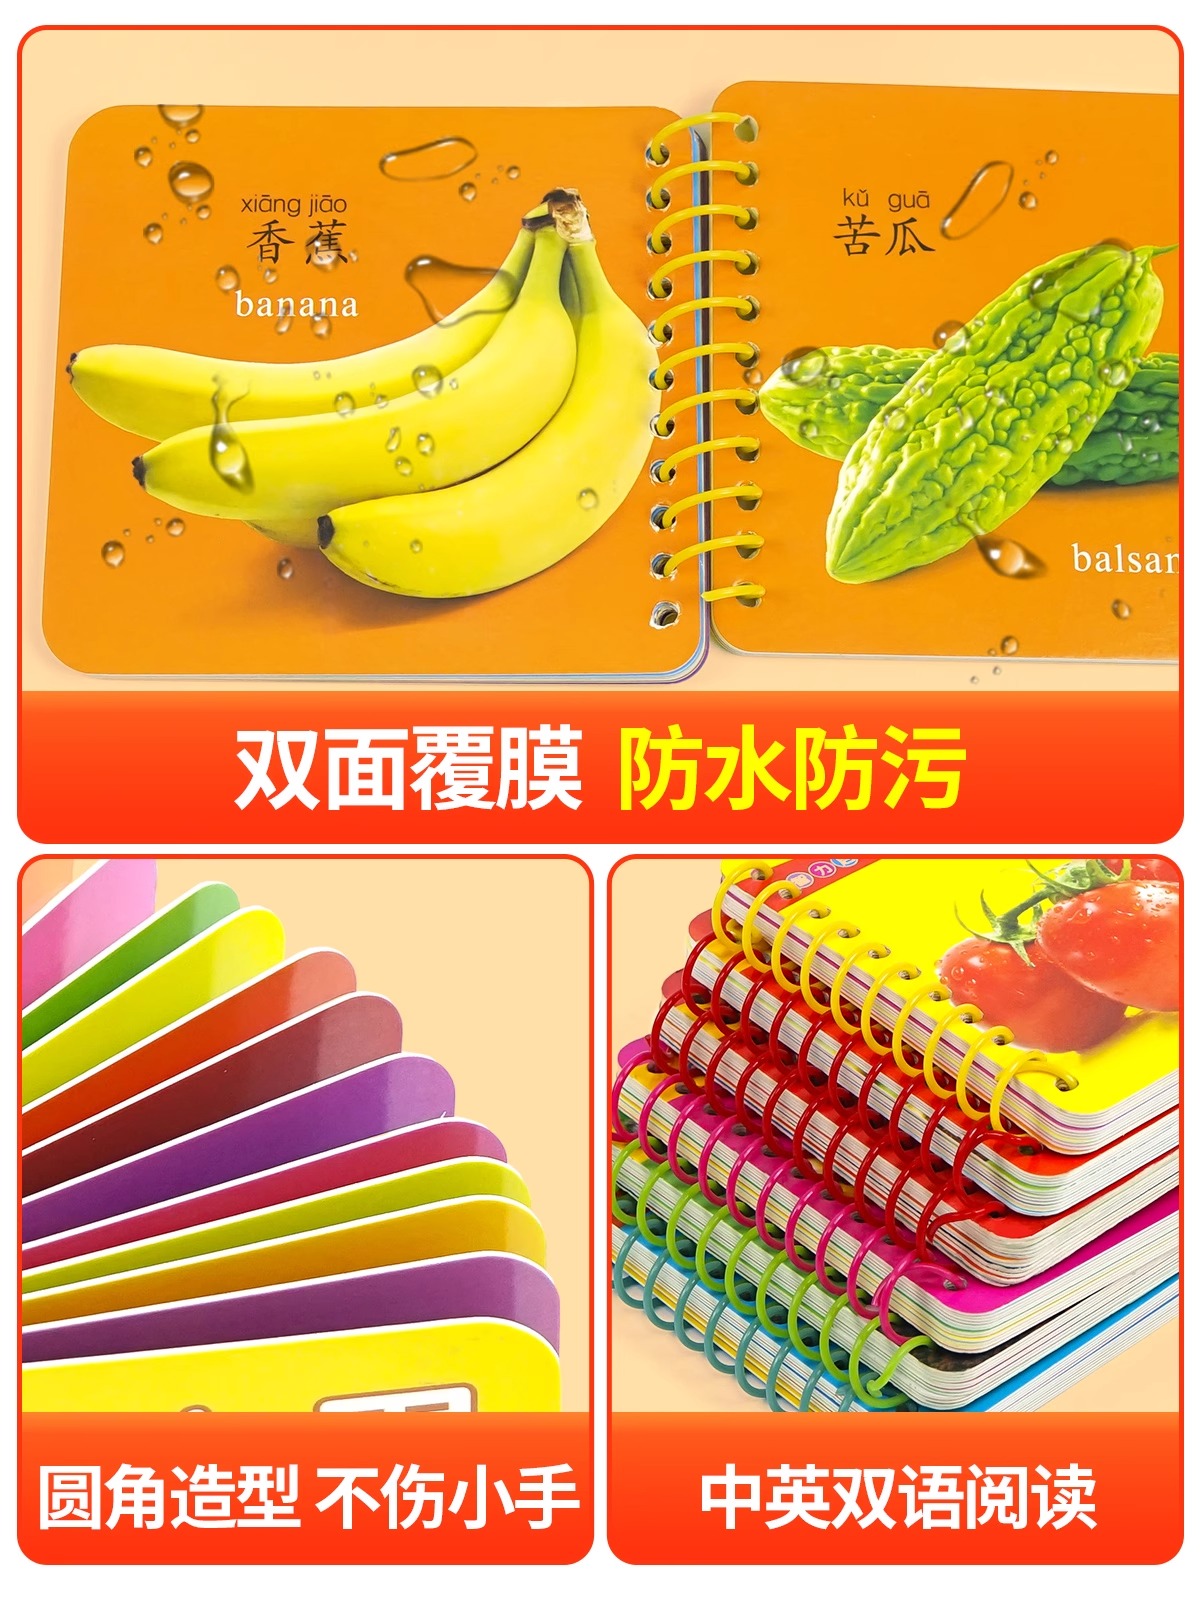 xiāng jiāo
香蕉
banana
kǔ guā
苦瓜
双面覆膜 防水防污
圆角造型 不伤小手
中英双语阅读